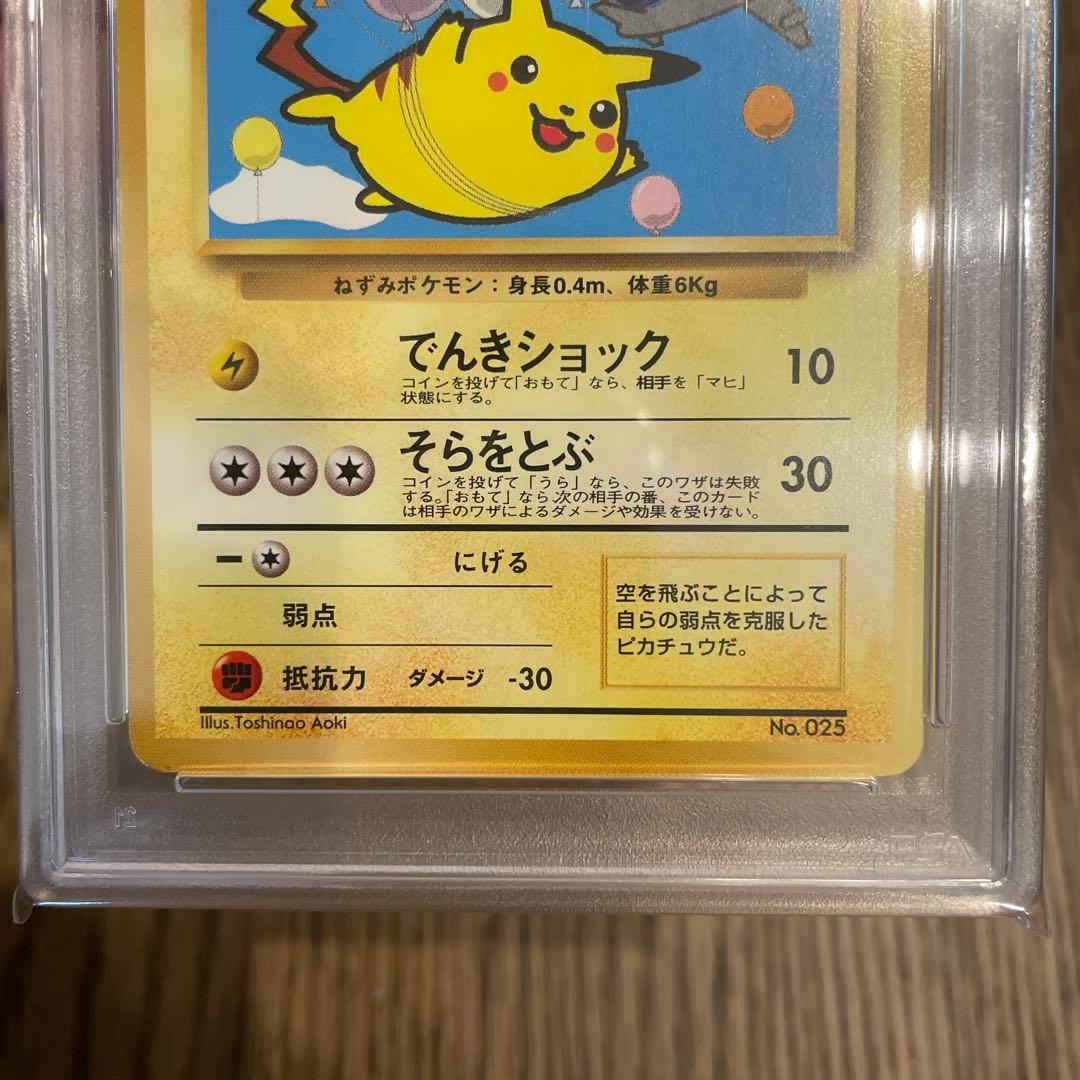 ねずみポケモン：身長0.4m、体重6Kg
でんきショック 10
コインを投げて「おもて」なら、相手を「マヒ」
状態にする。
そらをとぶ 30
コインを投げて「うら」なら、このワザは失敗
する。「おもて」なら次の相手の番、このカード
は相手のワザによるダメージや効果を受けない。
ー にげる
弱点
抵抗力 ダメージ -30
空を飛ぶことによって
自らの弱点を克服した
ピカチュウだ。
Illus.Toshinao Aoki
No. 025